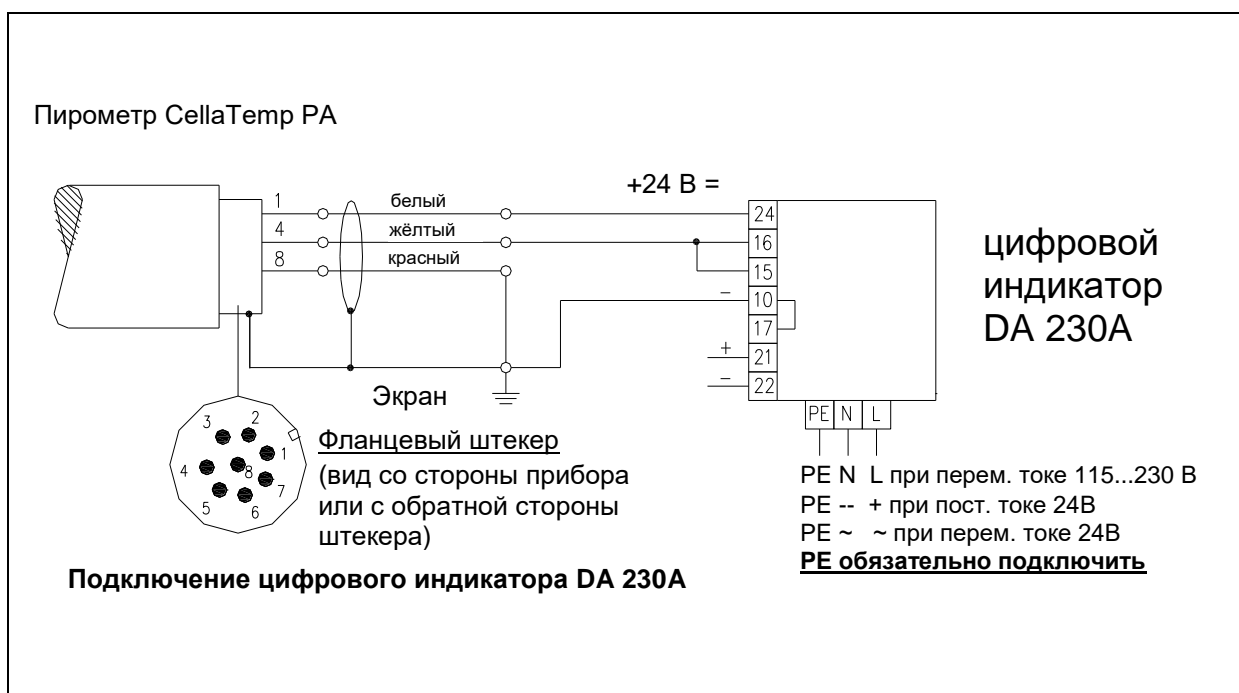 Пирометр CellaTemp PA
+24 В =
1
белый
24
4
жёлтый
16
8
красный
15
–
10
17
+
21
–
22
цифровой
индикатор
DA 230A
Экран
PE N L
3
2
1
4
8
7
5
6
Фланцевый штекер
(вид со стороны прибора
или с обратной стороны
штекера)
PE N L при перем. токе 115...230 В
PE -- + при пост. токе 24В
PE ~ ~ при перем. токе 24В
PE обязательно подключить
Подключение цифрового индикатора DA 230A